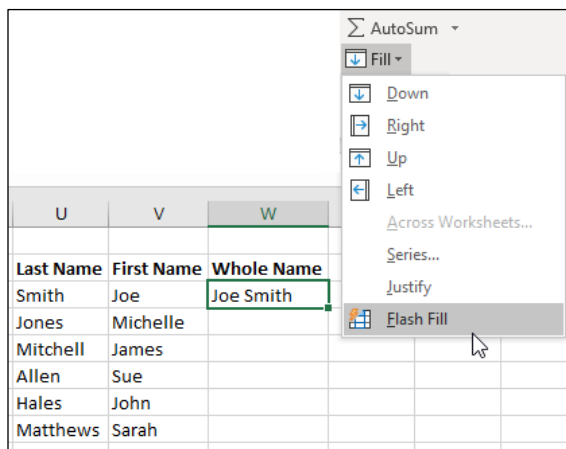 ∑ AutoSum
Fill
Down
Right
Up
Left
Across Worksheets...
Series...
Justify
Flash Fill
U V W
Last Name First Name Whole Name
Smith Joe Joe Smith
Jones Michelle
Mitchell James
Allen Sue
Hales John
Matthews Sarah